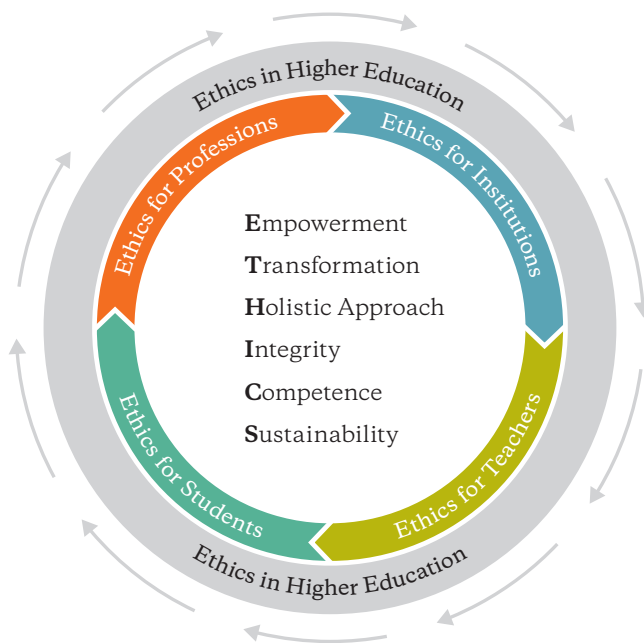 Ethics in Higher Education
Ethics for Professions
Ethics for Institutions
Empowerment
Transformation
Holistic Approach
Integrity
Competence
Sustainability
Ethics for Students
Ethics for Teachers
Ethics in Higher Education